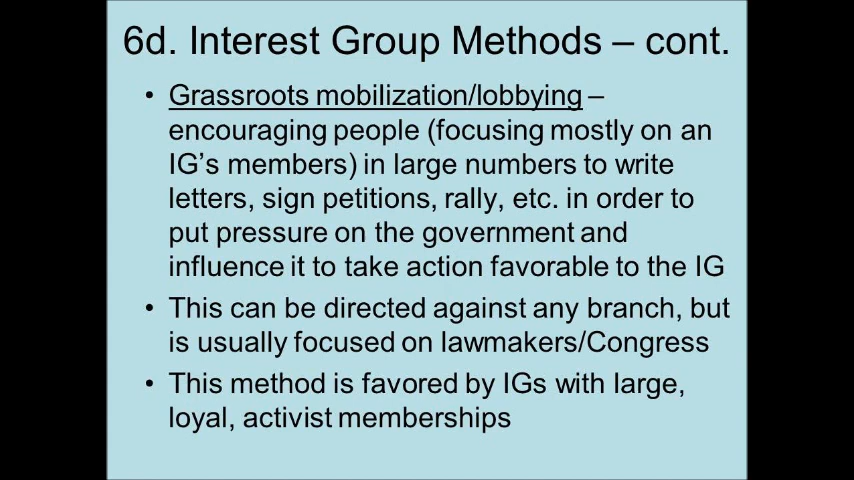 6d. Interest Group Methods – cont.
• Grassroots mobilization/lobbying –
encouraging people (focusing mostly on an
IG’s members) in large numbers to write
letters, sign petitions, rally, etc. in order to
put pressure on the government and
influence it to take action favorable to the IG
• This can be directed against any branch, but
is usually focused on lawmakers/Congress
• This method is favored by IGs with large,
loyal, activist memberships